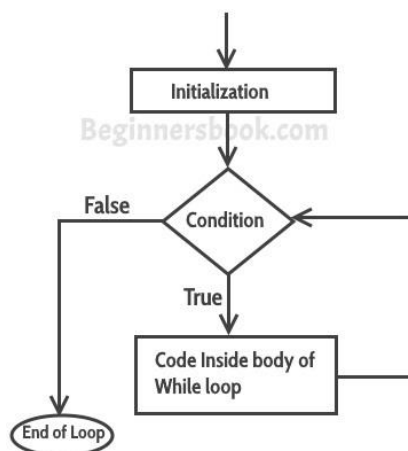 Initialization
Beginnersbook.com
False
Condition
True
Code Inside body of
While loop
End of Loop